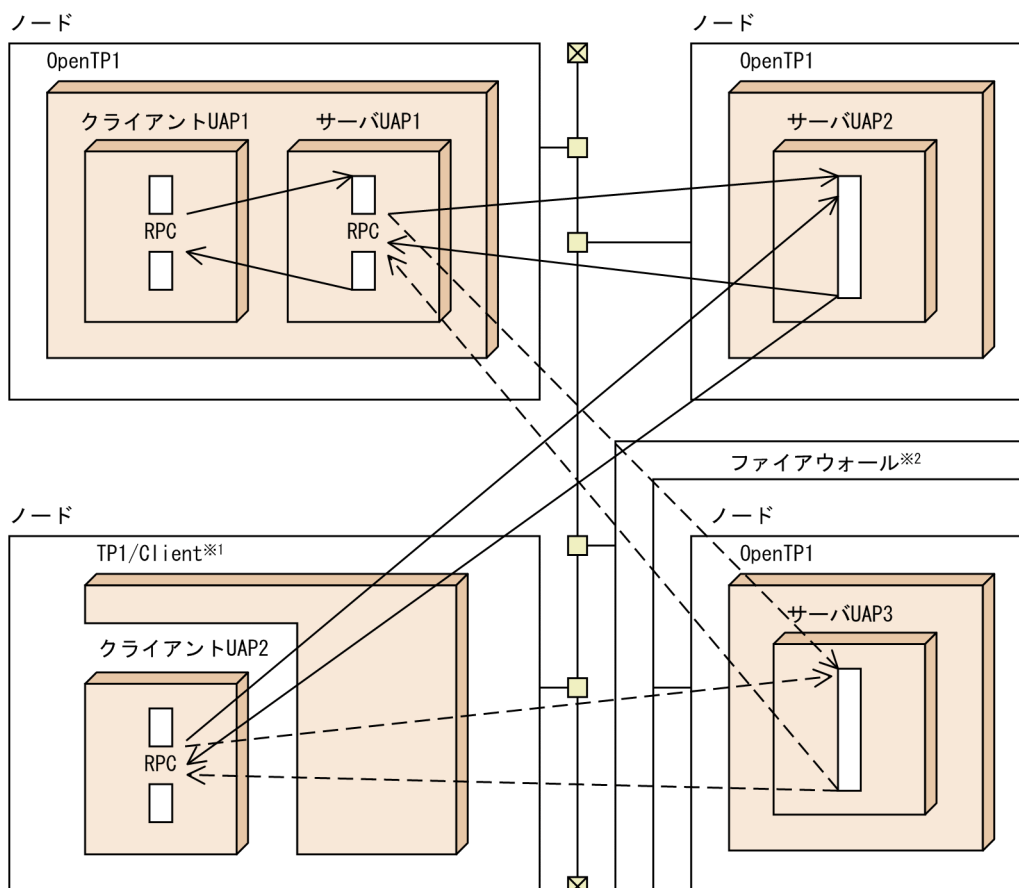 ノード
ノード
OpenTP1
OpenTP1
クライアントUAP1
サーバUAP1
サーバUAP2
RPC
RPC
ファイアウォール※2
ノード
ノード
TP1/Client※1
OpenTP1
クライアントUAP2
サーバUAP3
RPC